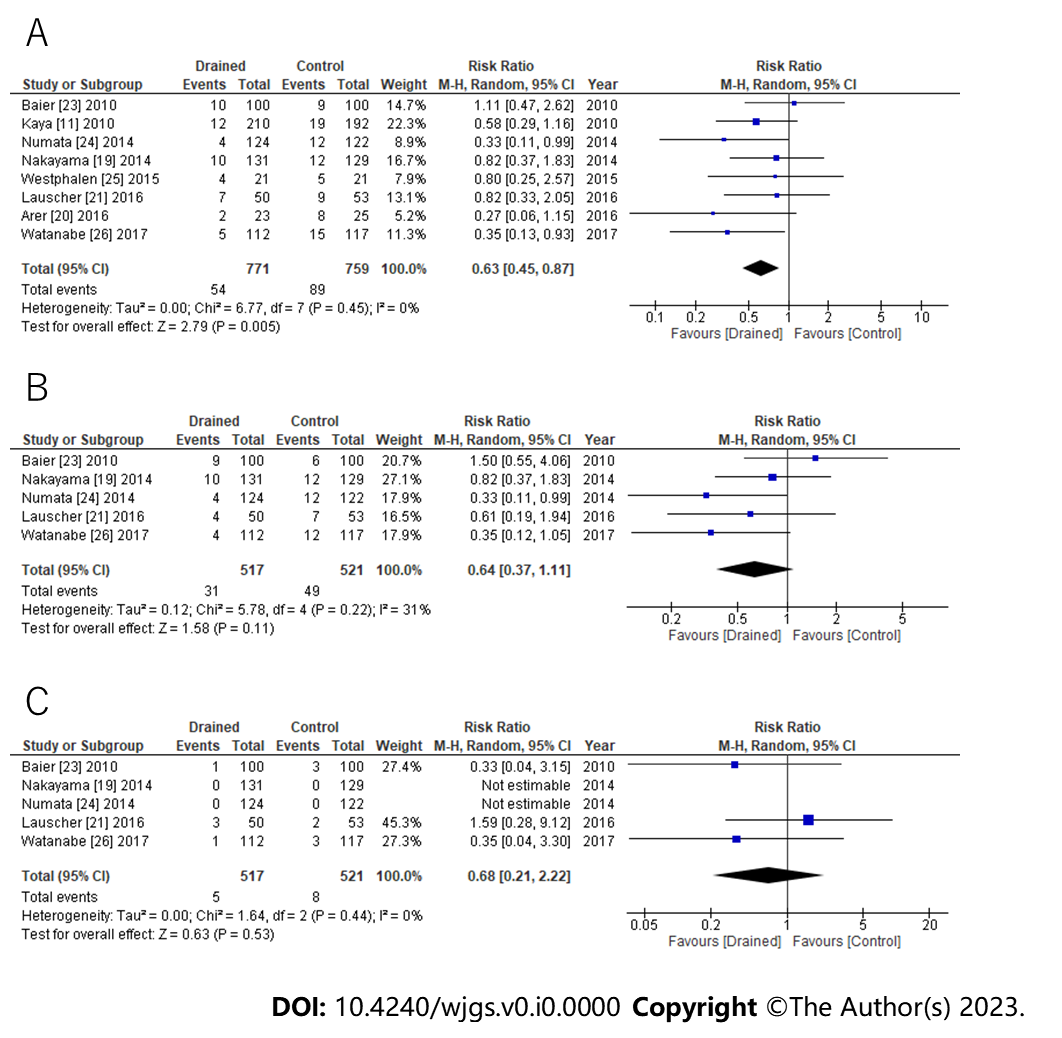 A
Drained Control Risk Ratio Risk Ratio
Study or Subgroup Events Total Events Total Weight M-H, Random, 95% CI Year M-H, Random, 95% CI
Baier [23] 2010 10 100 9 100 14.7% 1.11 [0.47, 2.62] 2010
Kaya [11] 2010 12 210 19 192 22.3% 0.58 [0.29, 1.16] 2010
Numata [24] 2014 4 124 12 122 8.9% 0.33 [0.11, 0.99] 2014
Nakayama [19] 2014 10 131 12 129 16.7% 0.82 [0.37, 1.83] 2014
Westphalen [25] 2015 4 21 5 21 7.9% 0.80 [0.25, 2.57] 2015
Lauscher [21] 2016 7 50 9 53 13.1% 0.82 [0.33, 2.05] 2016
Arer [20] 2016 2 23 8 25 5.2% 0.27 [0.06, 1.15] 2016
Watanabe [26] 2017 5 112 15 117 11.3% 0.35 [0.13, 0.93] 2017
Total (95% CI) 771 759 100.0% 0.63 [0.45, 0.87]
Total events 54 89
Heterogeneity: Tau² = 0.00; Chi² = 6.77, df = 7 (P = 0.45); I² = 0%
Test for overall effect: Z = 2.79 (P = 0.005)
0.1 0.2 0.5 1 2 5 10
Favours [Drained] Favours [Control]
B
Drained Control Risk Ratio Risk Ratio
Study or Subgroup Events Total Events Total Weight M-H, Random, 95% CI Year M-H, Random, 95% CI
Baier [23] 2010 9 100 6 100 20.7% 1.50 [0.55, 4.06] 2010
Nakayama [19] 2014 10 131 12 129 27.1% 0.82 [0.37, 1.83] 2014
Numata [24] 2014 4 124 12 122 17.9% 0.33 [0.11, 0.99] 2014
Lauscher [21] 2016 4 50 7 53 16.5% 0.61 [0.19, 1.94] 2016
Watanabe [26] 2017 4 112 12 117 17.9% 0.35 [0.12, 1.05] 2017
Total (95% CI) 517 521 100.0% 0.64 [0.37, 1.11]
Total events 31 49
Heterogeneity: Tau² = 0.12; Chi² = 5.78, df = 4 (P = 0.22); I² = 31%
Test for overall effect: Z = 1.58 (P = 0.11)
0.2 0.5 1 2 5
Favours [Drained] Favours [Control]
C
Drained Control Risk Ratio Risk Ratio
Study or Subgroup Events Total Events Total Weight M-H, Random, 95% CI Year M-H, Random, 95% CI
Baier [23] 2010 1 100 3 100 27.4% 0.33 [0.04, 3.15] 2010
Nakayama [19] 2014 0 131 0 129 Not estimable 2014
Numata [24] 2014 0 124 0 122 Not estimable 2014
Lauscher [21] 2016 3 50 2 53 45.3% 1.59 [0.28, 9.12] 2016
Watanabe [26] 2017 1 112 3 117 27.3% 0.35 [0.04, 3.30] 2017
Total (95% CI) 517 521 100.0% 0.68 [0.21, 2.22]
Total events 5 8
Heterogeneity: Tau² = 0.00; Chi² = 1.64, df = 2 (P = 0.44); I² = 0%
Test for overall effect: Z = 0.63 (P = 0.53)
0.05 0.2 1 5 20
Favours [Drained] Favours [Control]
DOI: 10.4240/wjgs.v0.i0.0000 Copyright ©The Author(s) 2023.